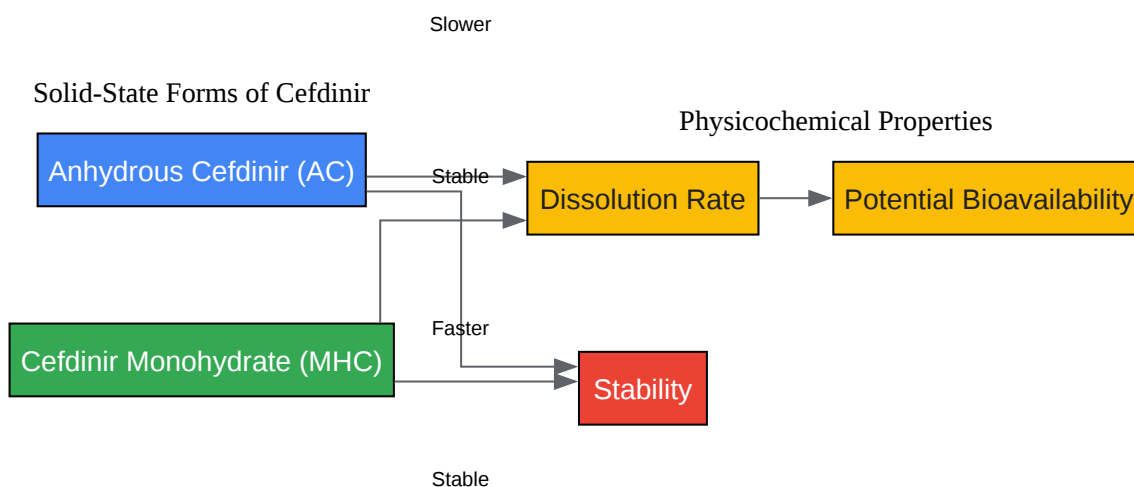 Slower
Solid-State Forms of Cefdinir
Physicochemical Properties
Anhydrous Cefdinir (AC)
Stable
Dissolution Rate
Potential Bioavailability
Faster
Cefdinir Monohydrate (MHC)
Stability
Stable